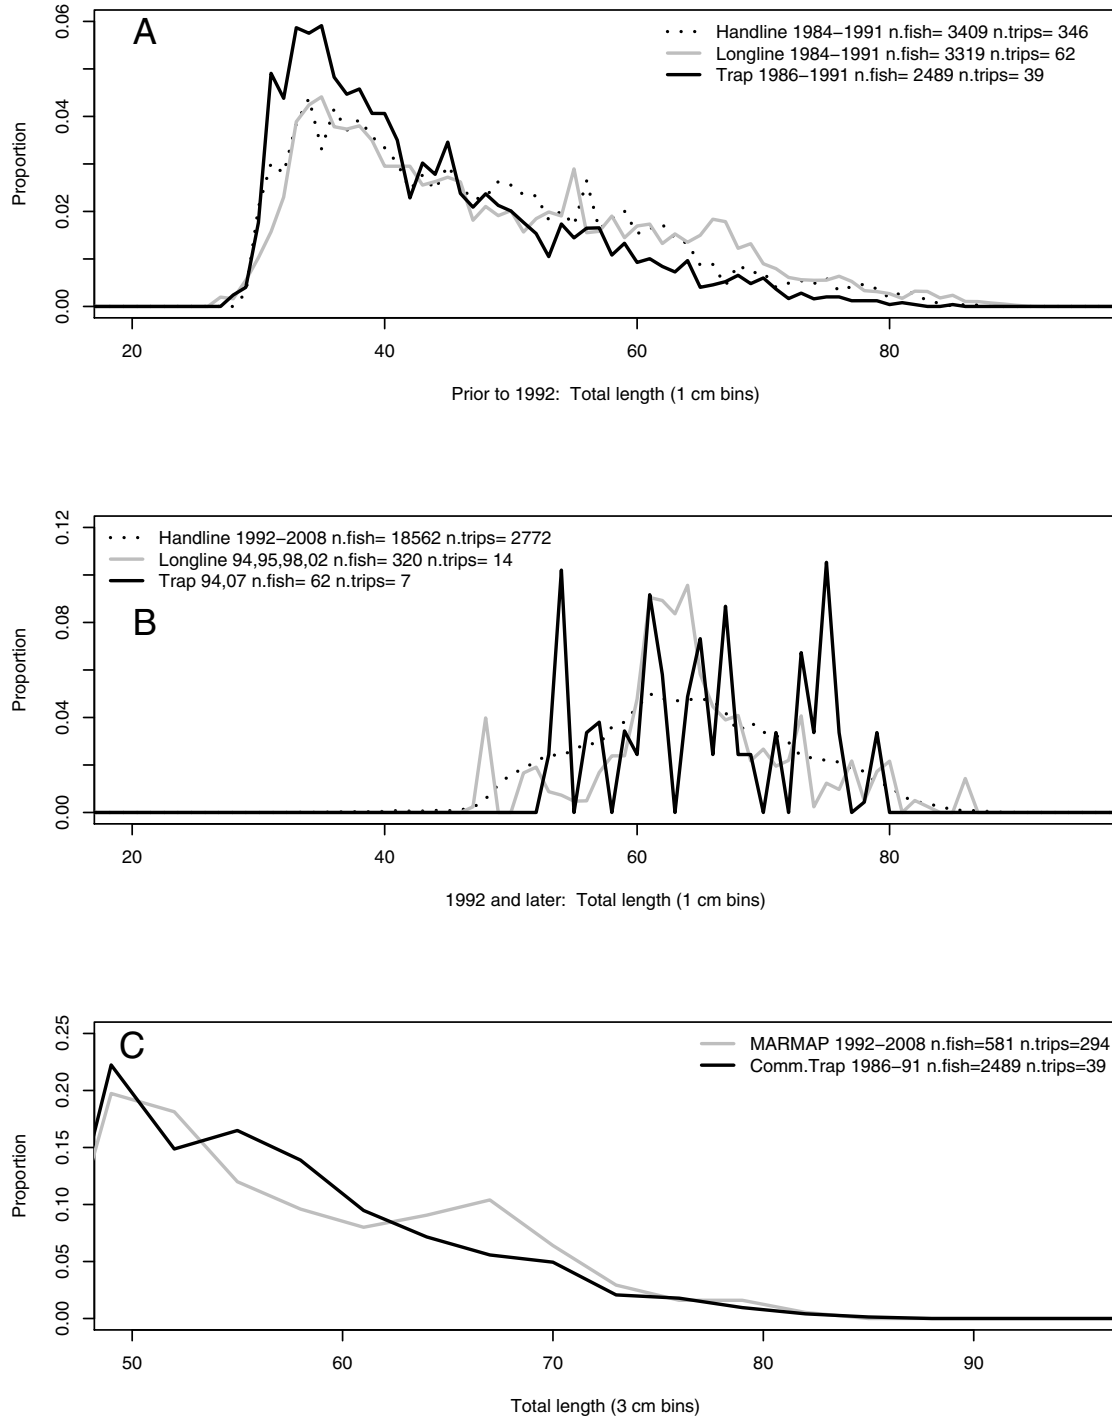 A
Handline 1984−1991 n.fish= 3409 n.trips= 346
Longline 1984−1991 n.fish= 3319 n.trips= 62
Trap 1986−1991 n.fish= 2489 n.trips= 39
Proportion
0.06
0.04
0.02
0.00
20 40 60 80
Prior to 1992: Total length (1 cm bins)
Handline 1992−2008 n.fish= 18562 n.trips= 2772
Longline 94,95,98,02 n.fish= 320 n.trips= 14
Trap 94,07 n.fish= 62 n.trips= 7
B
Proportion
0.12
0.08
0.04
0.00
20 40 60 80
1992 and later: Total length (1 cm bins)
C
MARMAP 1992−2008 n.fish=581 n.trips=294
Comm.Trap 1986−91 n.fish=2489 n.trips=39
Proportion
0.25
0.20
0.15
0.10
0.05
0.00
50 60 70 80 90
Total length (3 cm bins)